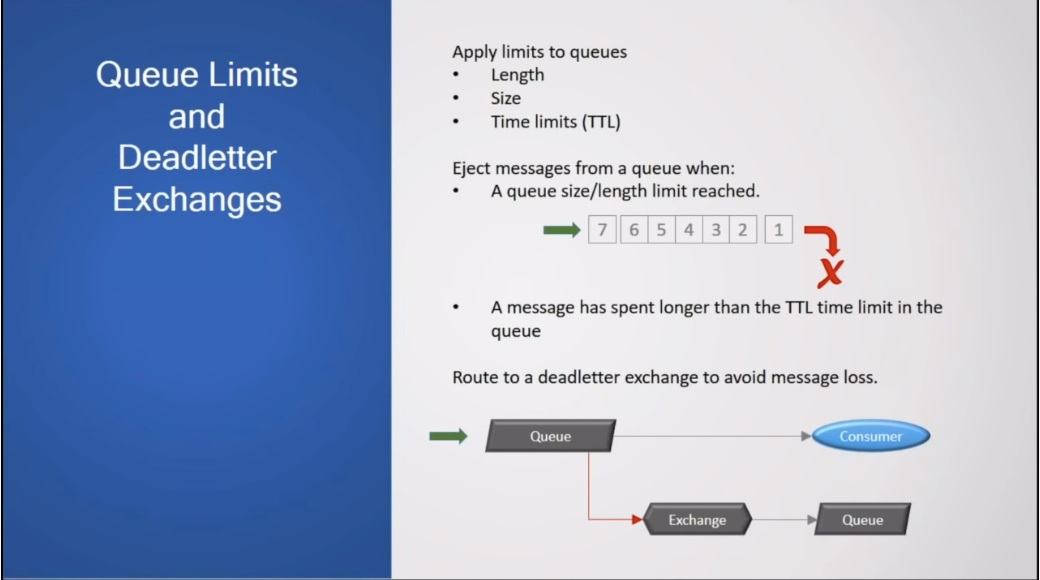 Queue Limits
and
Deadletter
Exchanges
Apply limits to queues
• Length
• Size
• Time limits (TTL)
Eject messages from a queue when:
• A queue size/length limit reached.
7 6 5 4 3 2 1
X
• A message has spent longer than the TTL time limit in the
queue
Route to a deadletter exchange to avoid message loss.
Queue
Consumer
Exchange
Queue